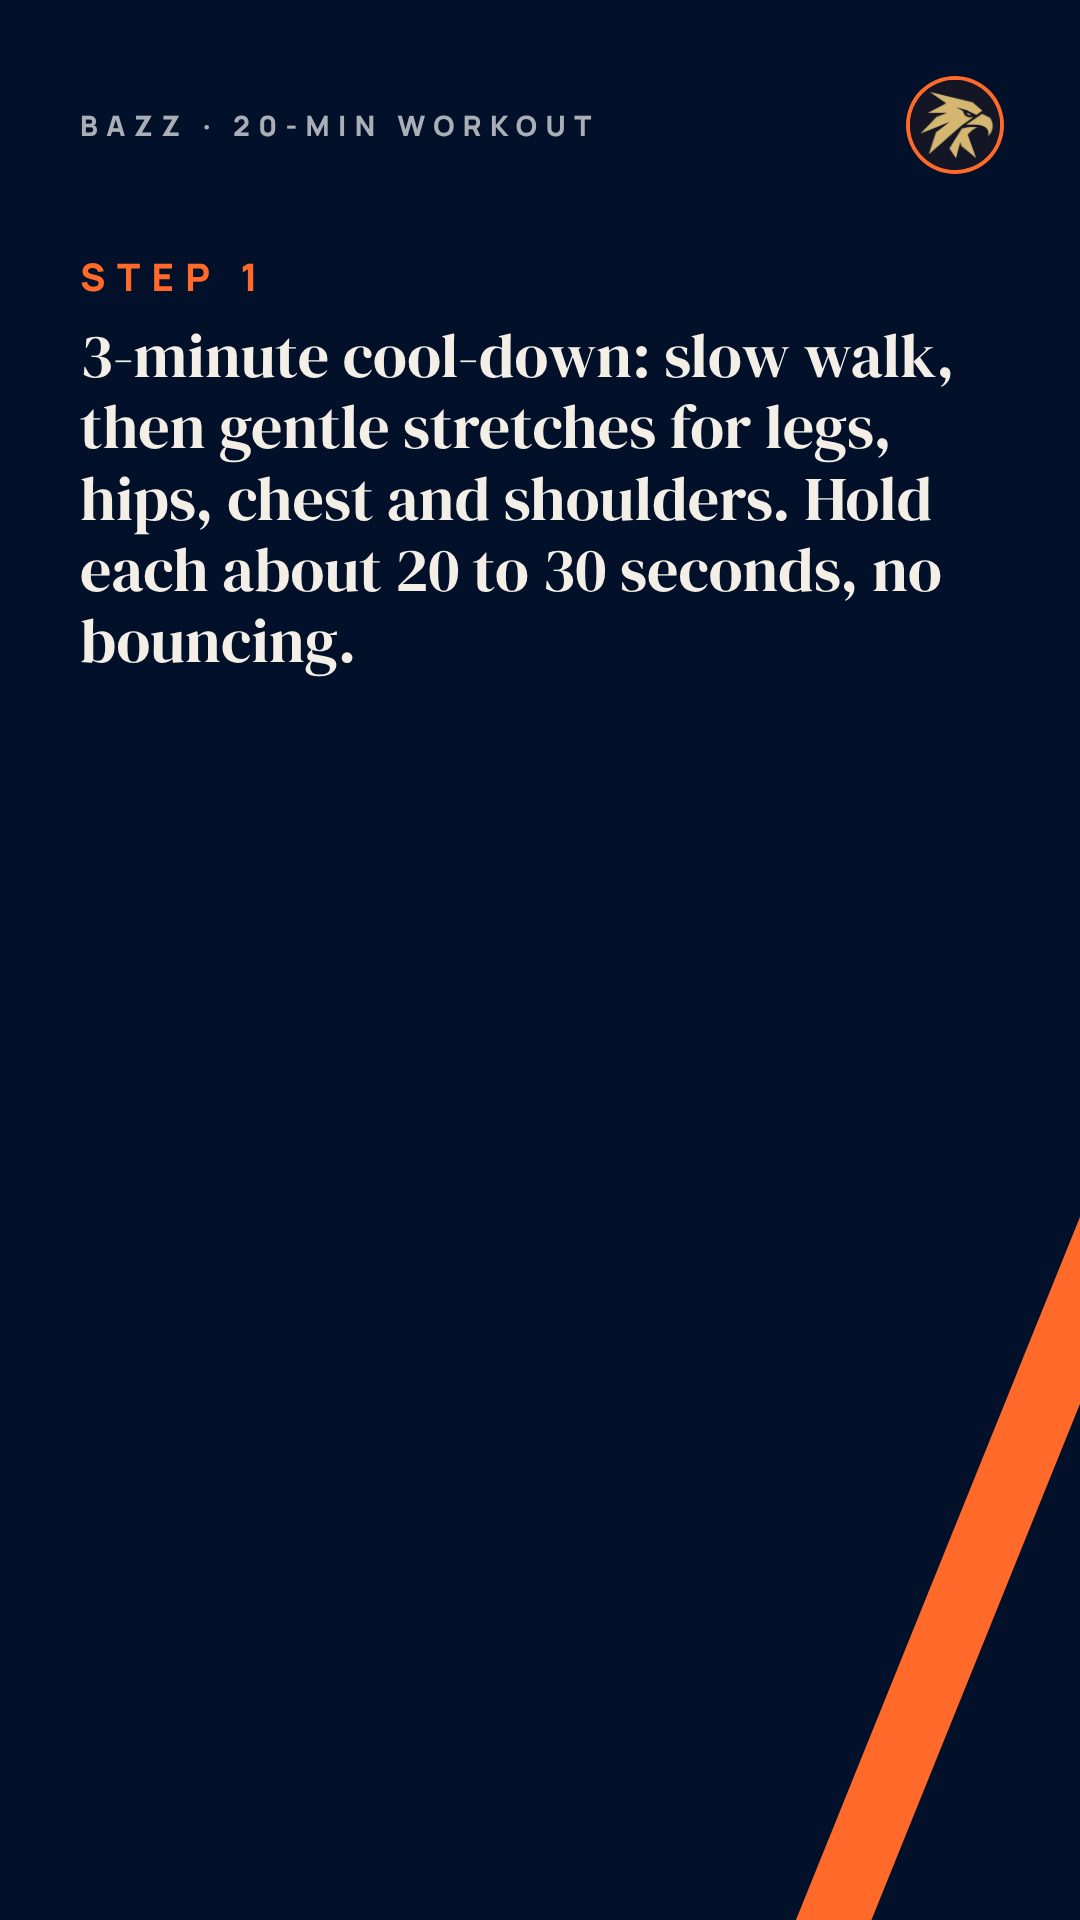 BAZZ · 20-MIN WORKOUT
STEP 1
3-minute cool-down: slow walk,
then gentle stretches for legs,
hips, chest and shoulders. Hold
each about 20 to 30 seconds, no
bouncing.